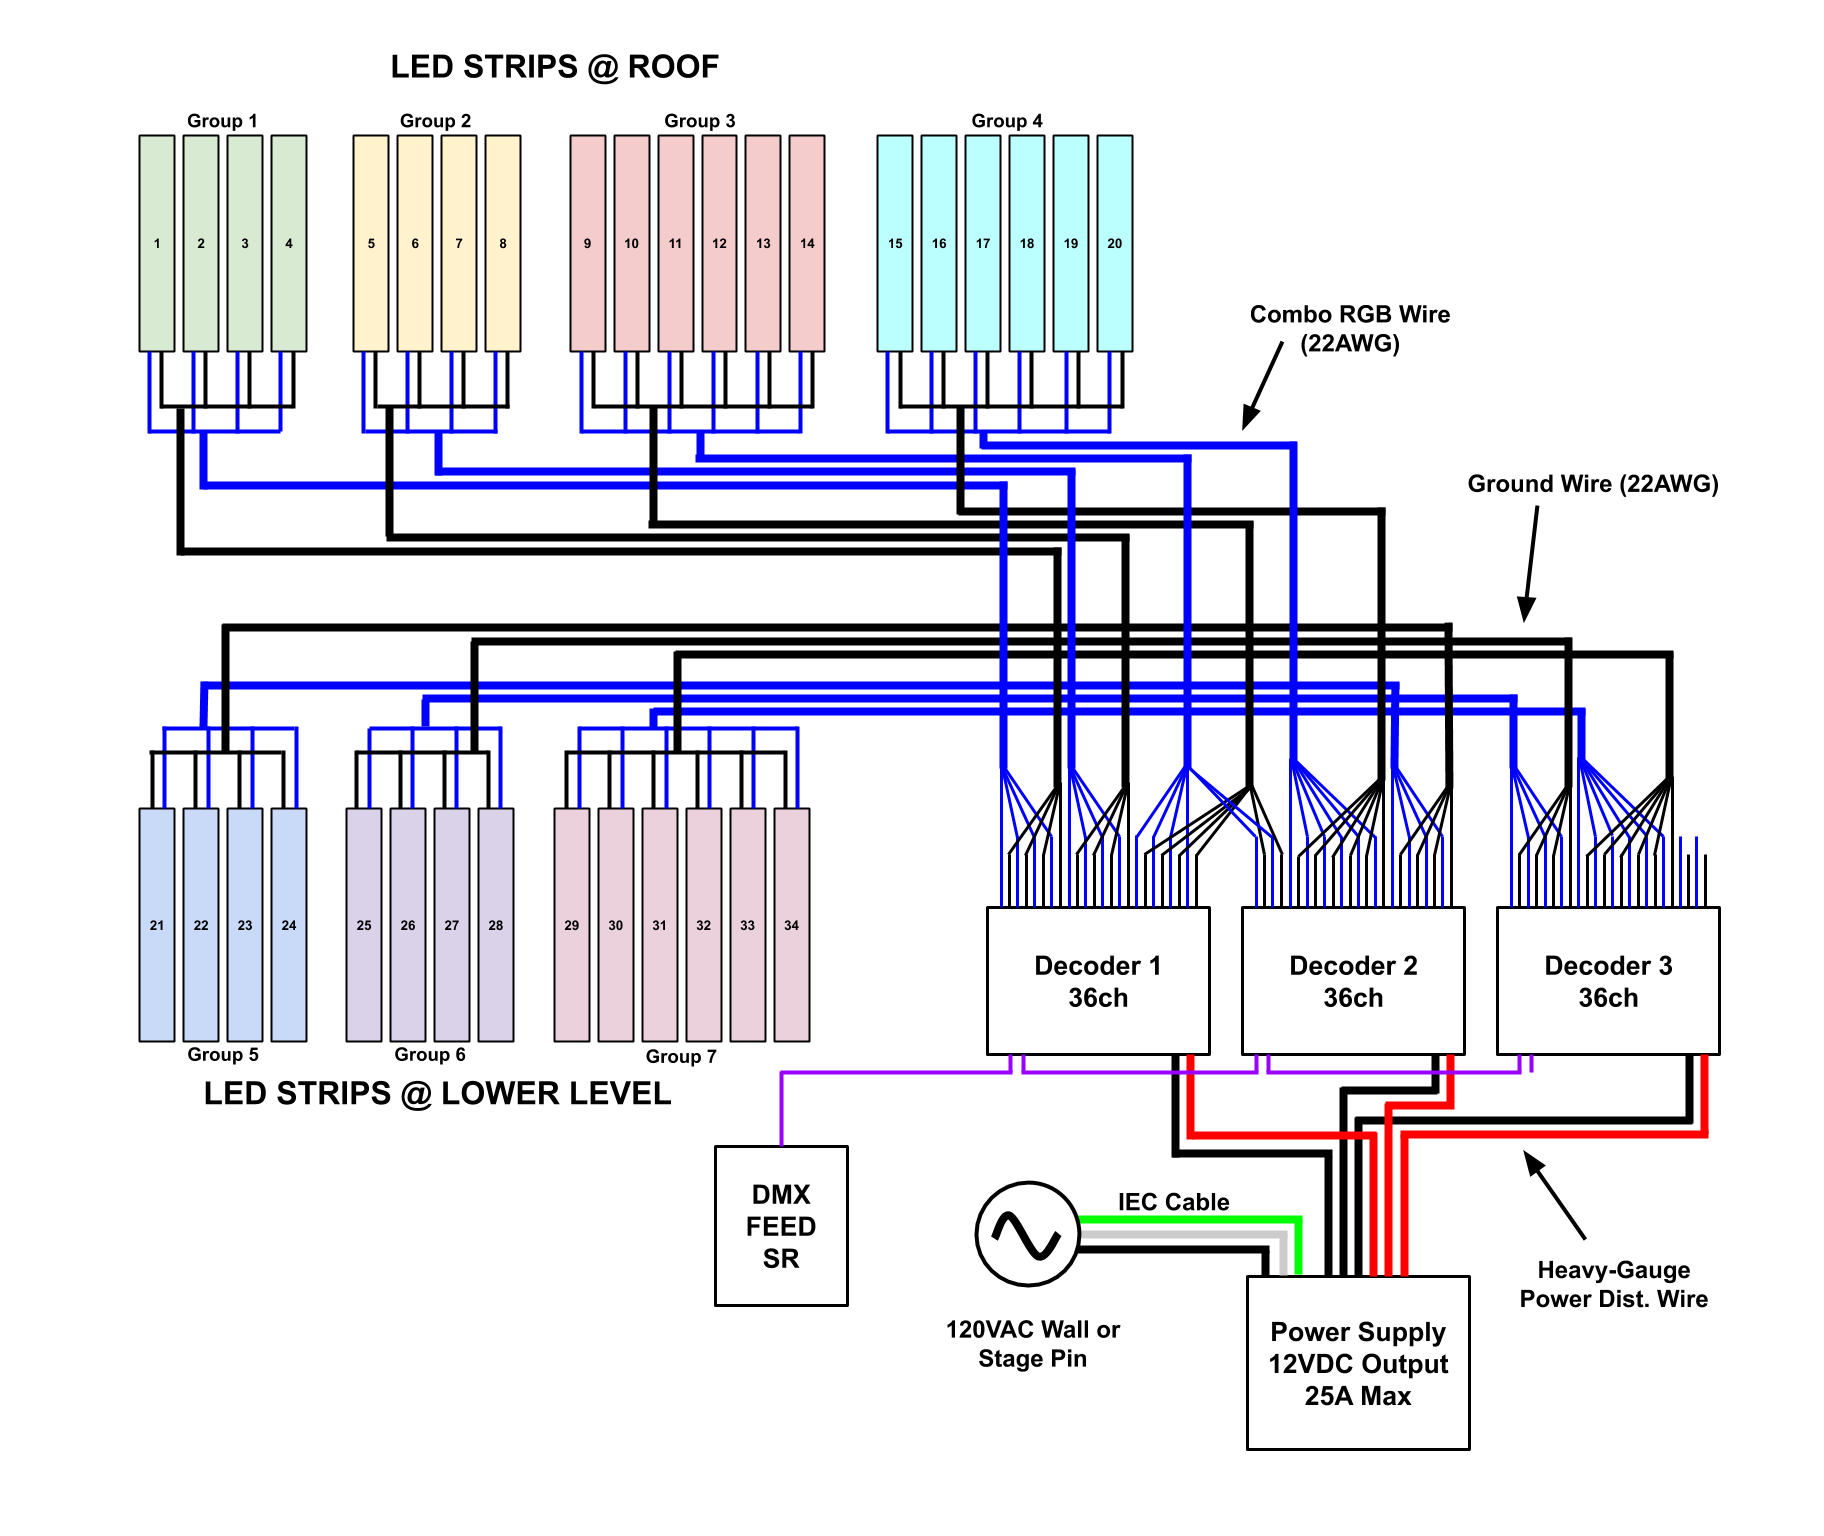 LED STRIPS @ ROOF
Group 1
Group 2
Group 3
Group 4
1
2
3
4
5
6
7
8
9
10
11
12
13
14
15
16
17
18
19
20
Combo RGB Wire
(22AWG)
Ground Wire (22AWG)
21
22
23
24
25
26
27
28
29
30
31
32
33
34
Group 5
Group 6
Group 7
LED STRIPS @ LOWER LEVEL
Decoder 1
36ch
Decoder 2
36ch
Decoder 3
36ch
DMX
FEED
SR
IEC Cable
120VAC Wall or
Stage Pin
Heavy-Gauge
Power Dist. Wire
Power Supply
12VDC Output
25A Max